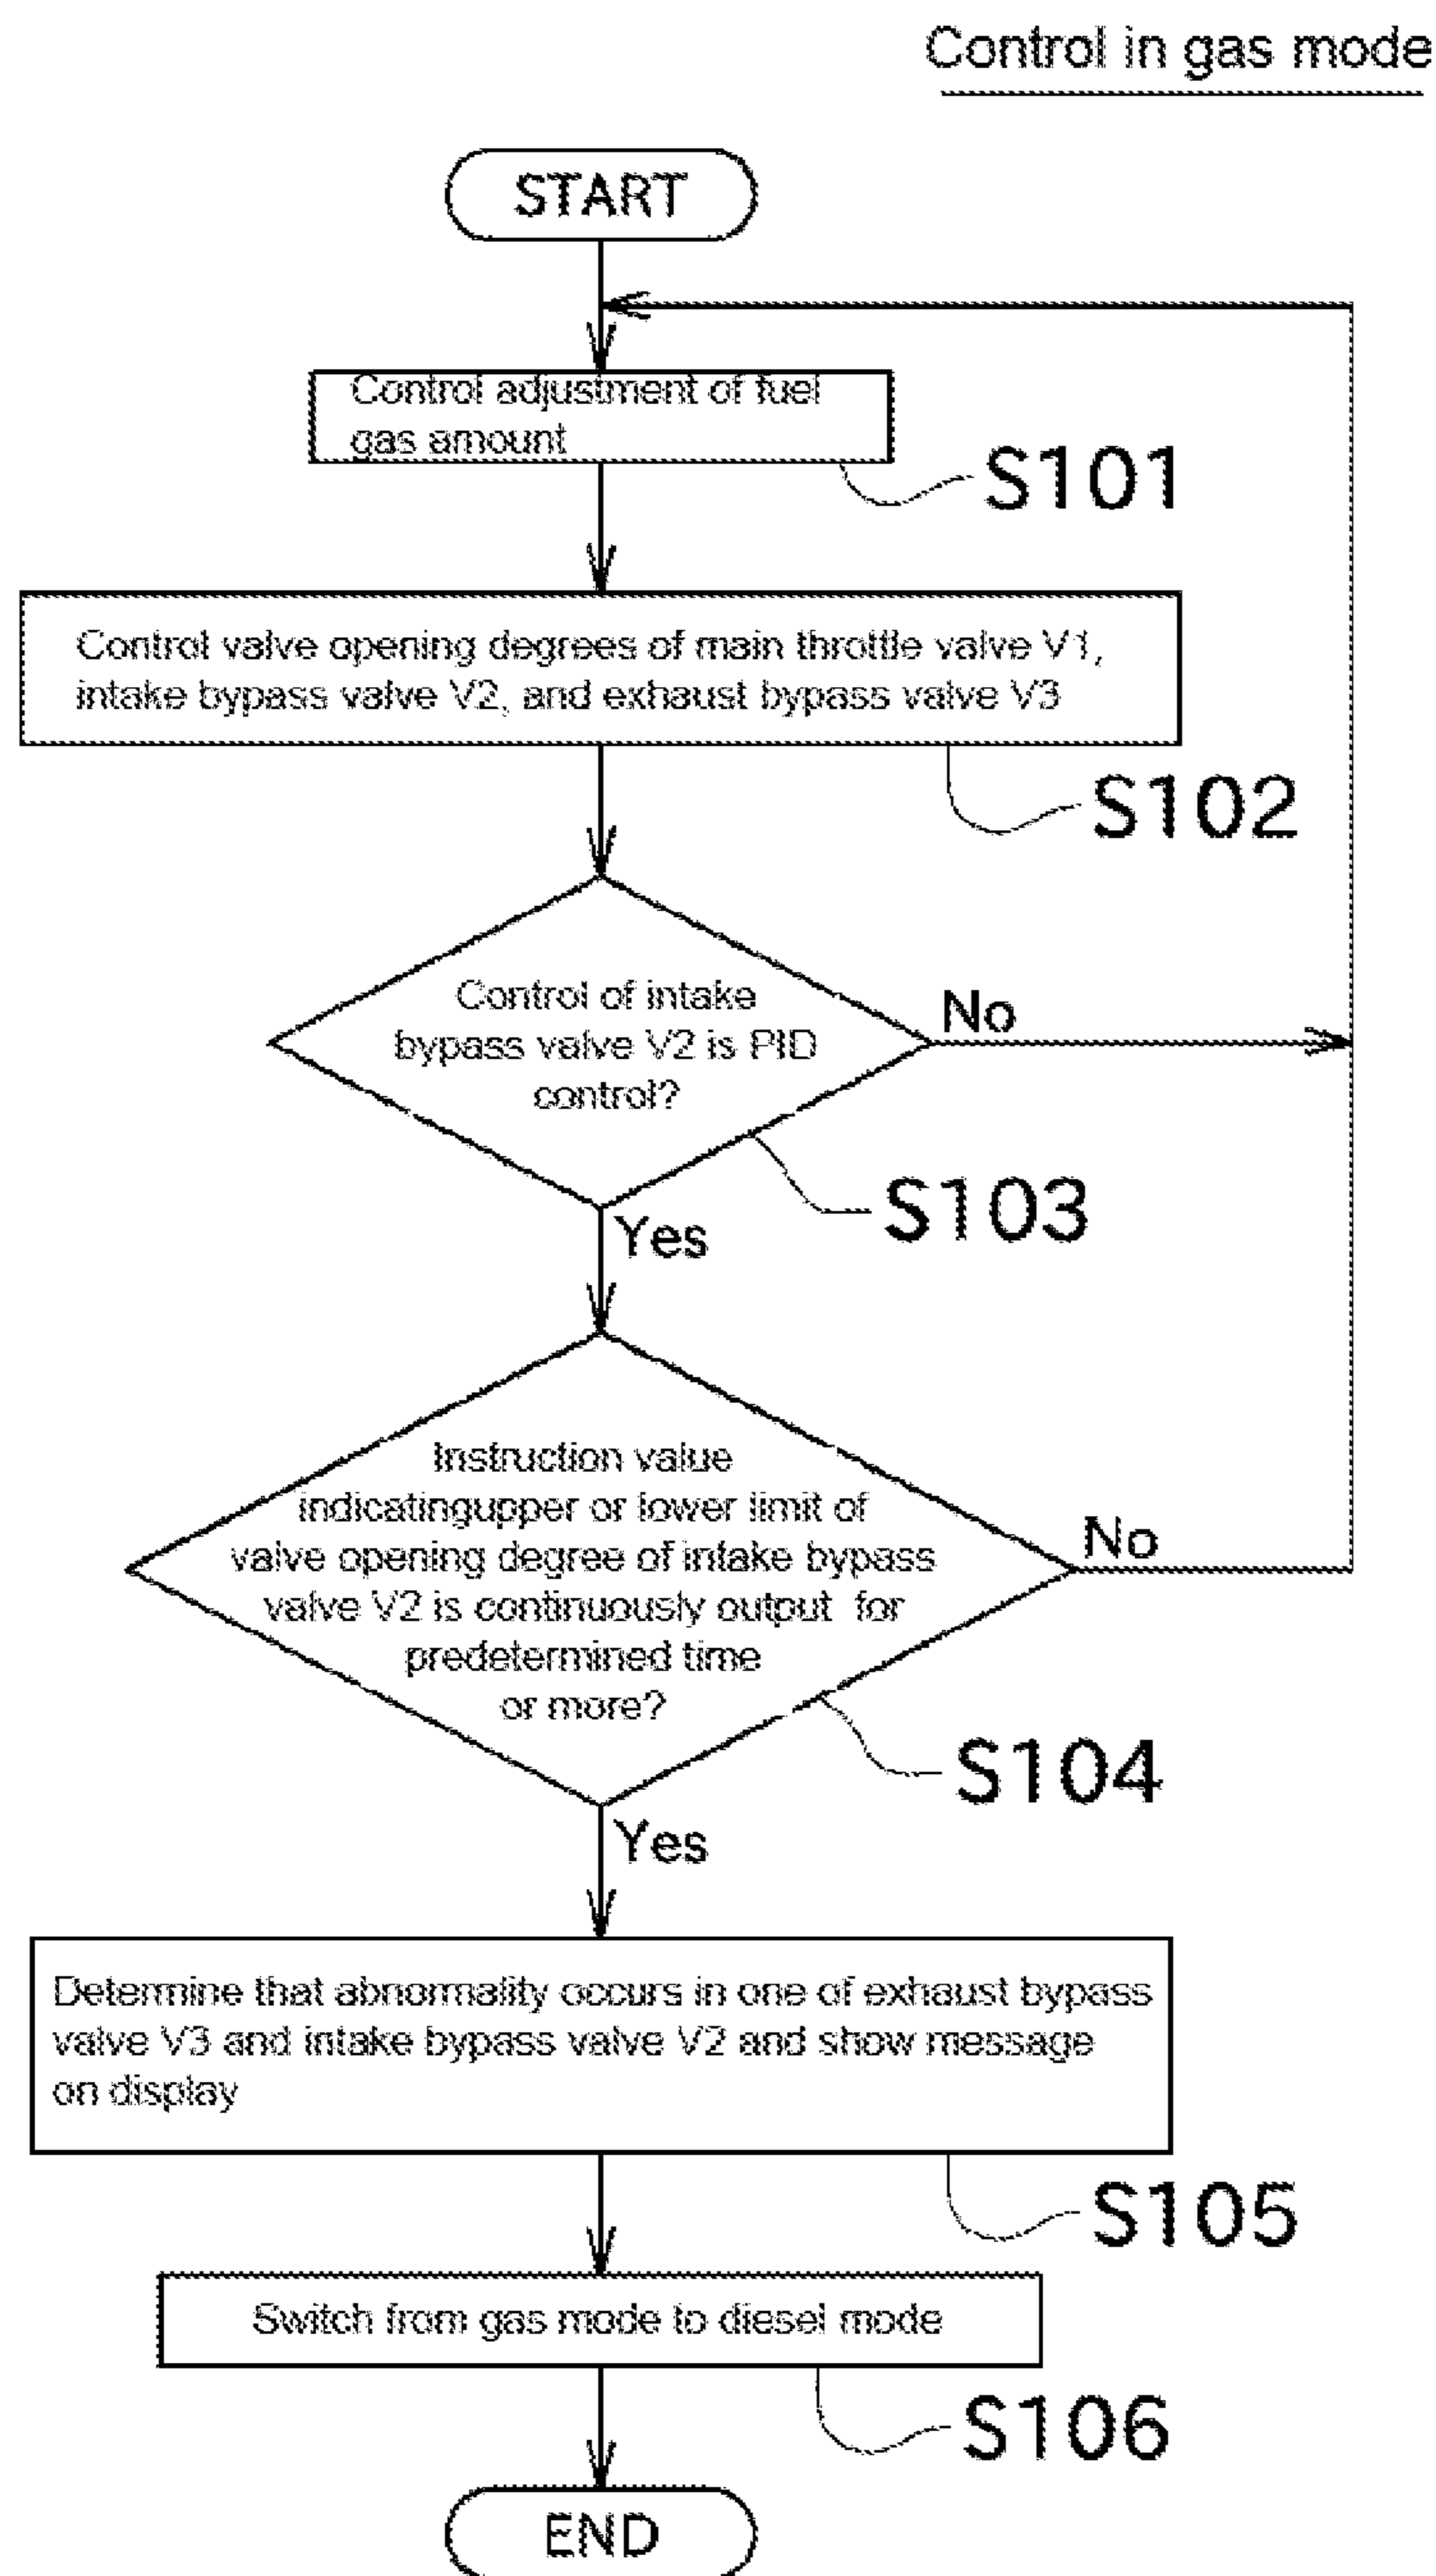 Control in gas mode
START
Control adjustment of fuel
gas amount
S101
Control valve opening degrees of main throttle valve V1,
intake bypass valve V2, and exhaust bypass valve V3
S102
Control of intake
bypass valve V2 is PID
control?
No
S103
Yes
Instruction value
indicatingupper or lower limit of
valve opening degree of intake bypass
valve V2 is continuously output for
predetermined time
or more?
No
S104
Yes
Determine that abnormality occurs in one of exhaust bypass
valve V3 and intake bypass valve V2 and show message
on display
S105
Switch from gas mode to diesel mode
S106
END